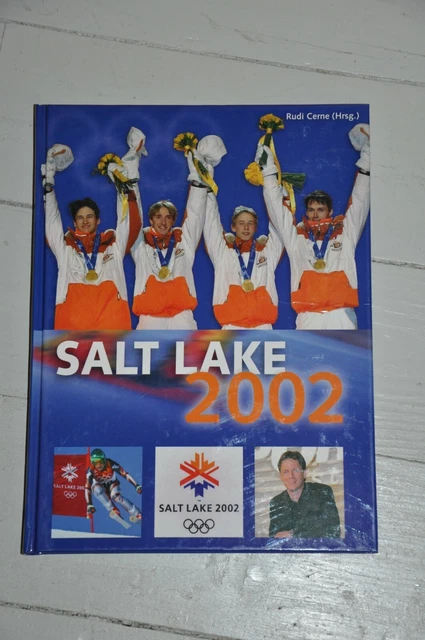 Rudi Cerne (Hrsg.)
SALT LAKE
2002
SALT LAKE 2002
SALT LAKE 2002